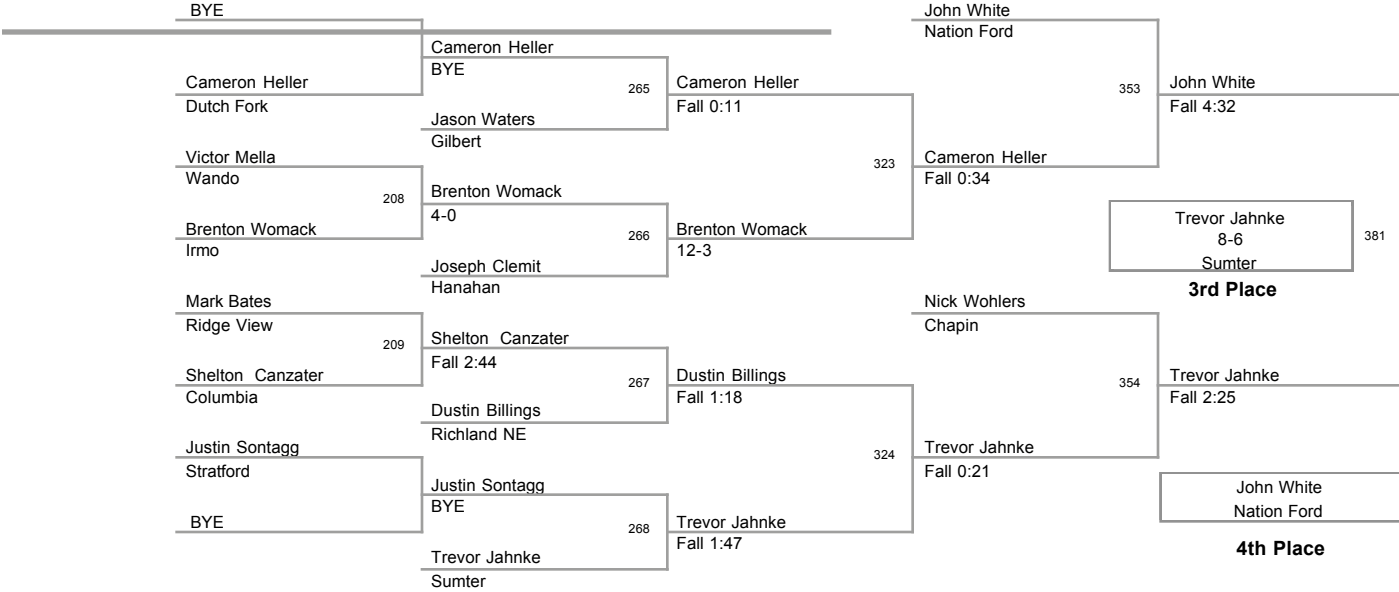 BYE
Cameron Heller
BYE
Cameron Heller
Dutch Fork
265
Cameron Heller
Fall 0:11
Jason Waters
Gilbert
Victor Mella
Wando
208
Brenton Womack
4-0
Brenton Womack
Irmo
266
Brenton Womack
12-3
Joseph Clemit
Hanahan
323
Cameron Heller
Fall 0:34
John White
Nation Ford
353
John White
Fall 4:32
Trevor Jahnke
8-6
Sumter
381
3rd Place
Mark Bates
Ridge View
209
Shelton Canzater
Fall 2:44
Shelton Canzater
Columbia
267
Dustin Billings
Fall 1:18
Dustin Billings
Richland NE
Justin Sontagg
Stratford
Justin Sontagg
BYE
BYE
268
Trevor Jahnke
Fall 1:47
Trevor Jahnke
Sumter
324
Trevor Jahnke
Fall 0:21
Nick Wohlers
Chapin
354
Trevor Jahnke
Fall 2:25
John White
Nation Ford
4th Place